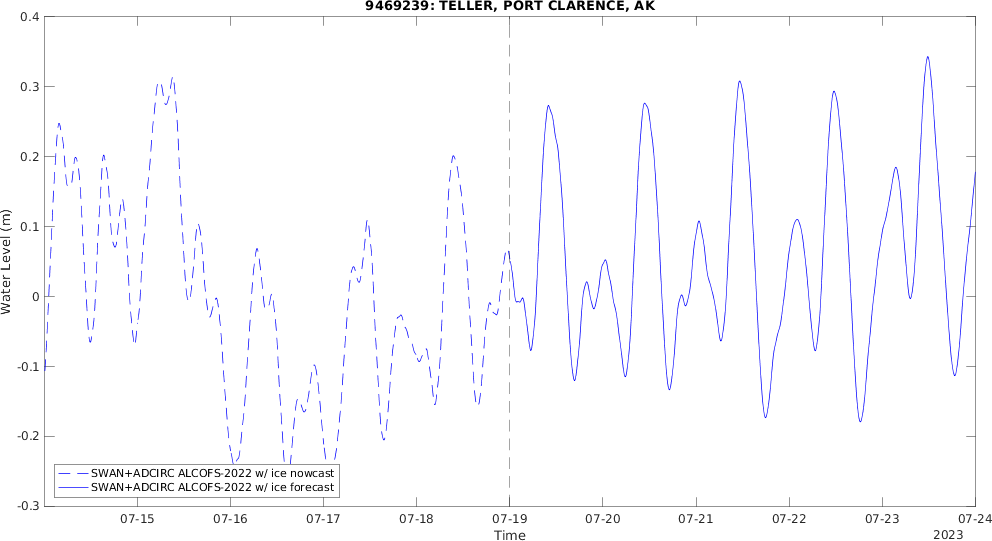 9469239: TELLER, PORT CLARENCE, AK
0.4
0.3
0.2
0.1
0
-0.1
-0.2
-0.3
Water Level (m)
SWAN+ADCIRC ALCOFS-2022 w/ ice nowcast
SWAN+ADCIRC ALCOFS-2022 w/ ice forecast
07-15 07-16 07-17 07-18 07-19 07-20 07-21 07-22 07-23 07-24
Time
2023